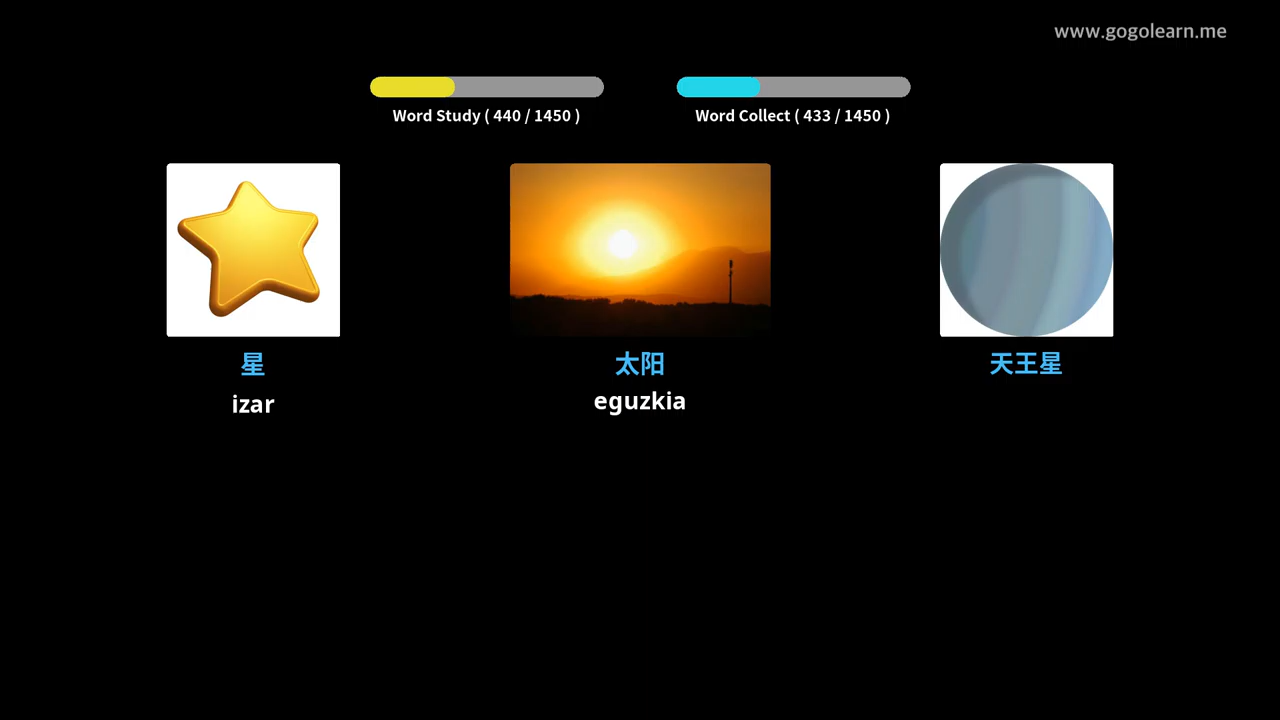 www.gogolearn.me
Word Study ( 440 / 1450 )
Word Collect ( 433 / 1450 )
星
太阳
天王星
izar
eguzkia